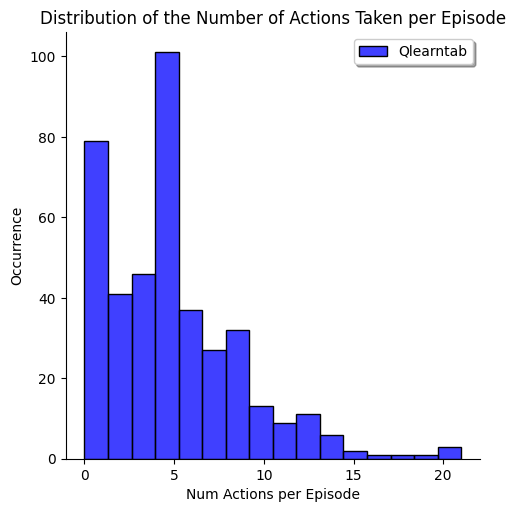 Distribution of the Number of Actions Taken per Episode
Qlearntab
100
80
60
40
20
0
Occurrence
0 5 10 15 20
Num Actions per Episode